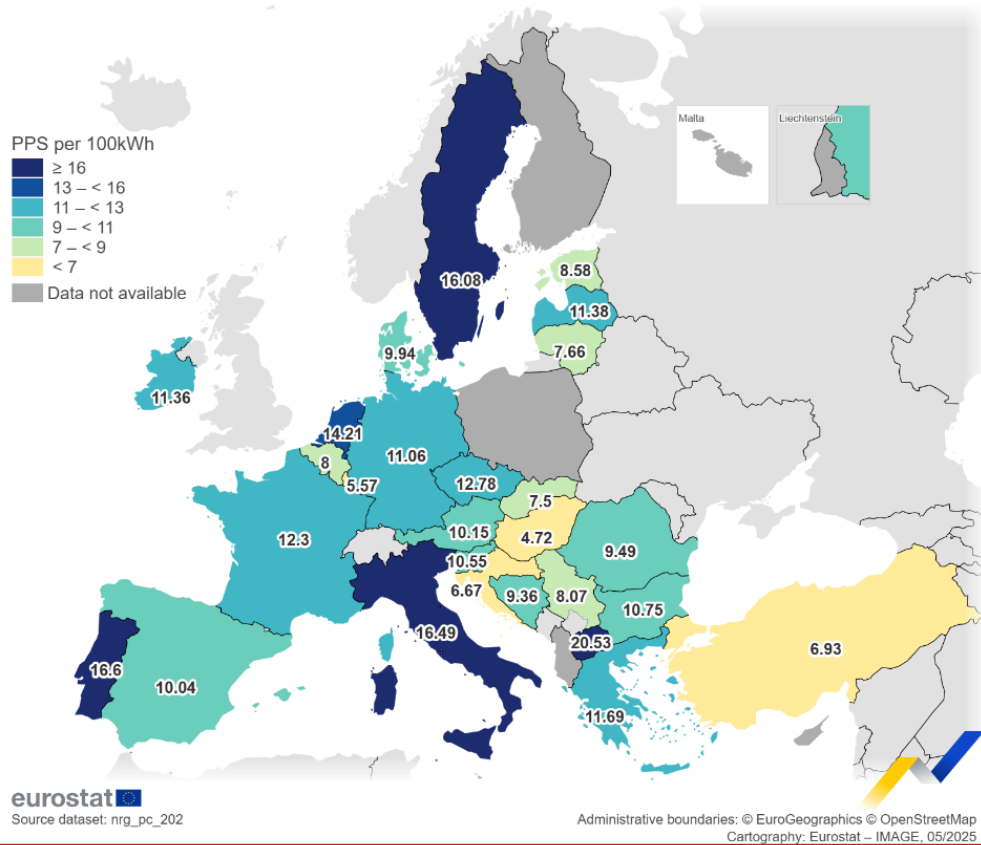 PPS per 100kWh
≥ 16
13 – < 16
11 – < 13
9 – < 11
7 – < 9
< 7
Data not available
Malta
Liechtenstein
16.08
8.58
11.38
7.66
9.94
11.36
14.21
8
5.57
11.06
12.78
7.5
12.3
10.15
4.72
9.49
10.55
6.67
9.36
8.07
10.75
16.49
20.53
6.93
16.6
10.04
11.69
eurostat
Source dataset: nrg_pc_202
Administrative boundaries: © EuroGeographics © OpenStreetMap
Cartography: Eurostat – IMAGE, 05/2025